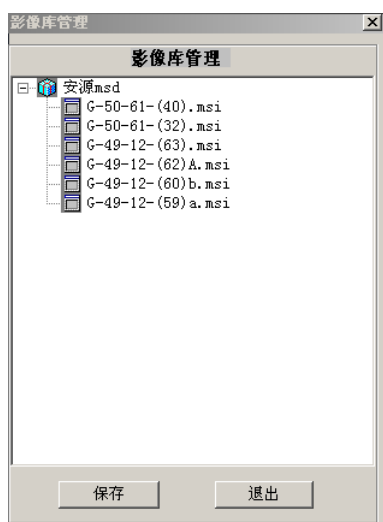 影像库管理
影像库管理
安源msd
G-50-61-(40).msi
G-50-61-(32).msi
G-49-12-(63).msi
G-49-12-(62)A.msi
G-49-12-(60)b.msi
G-49-12-(59)a.msi
保存
退出